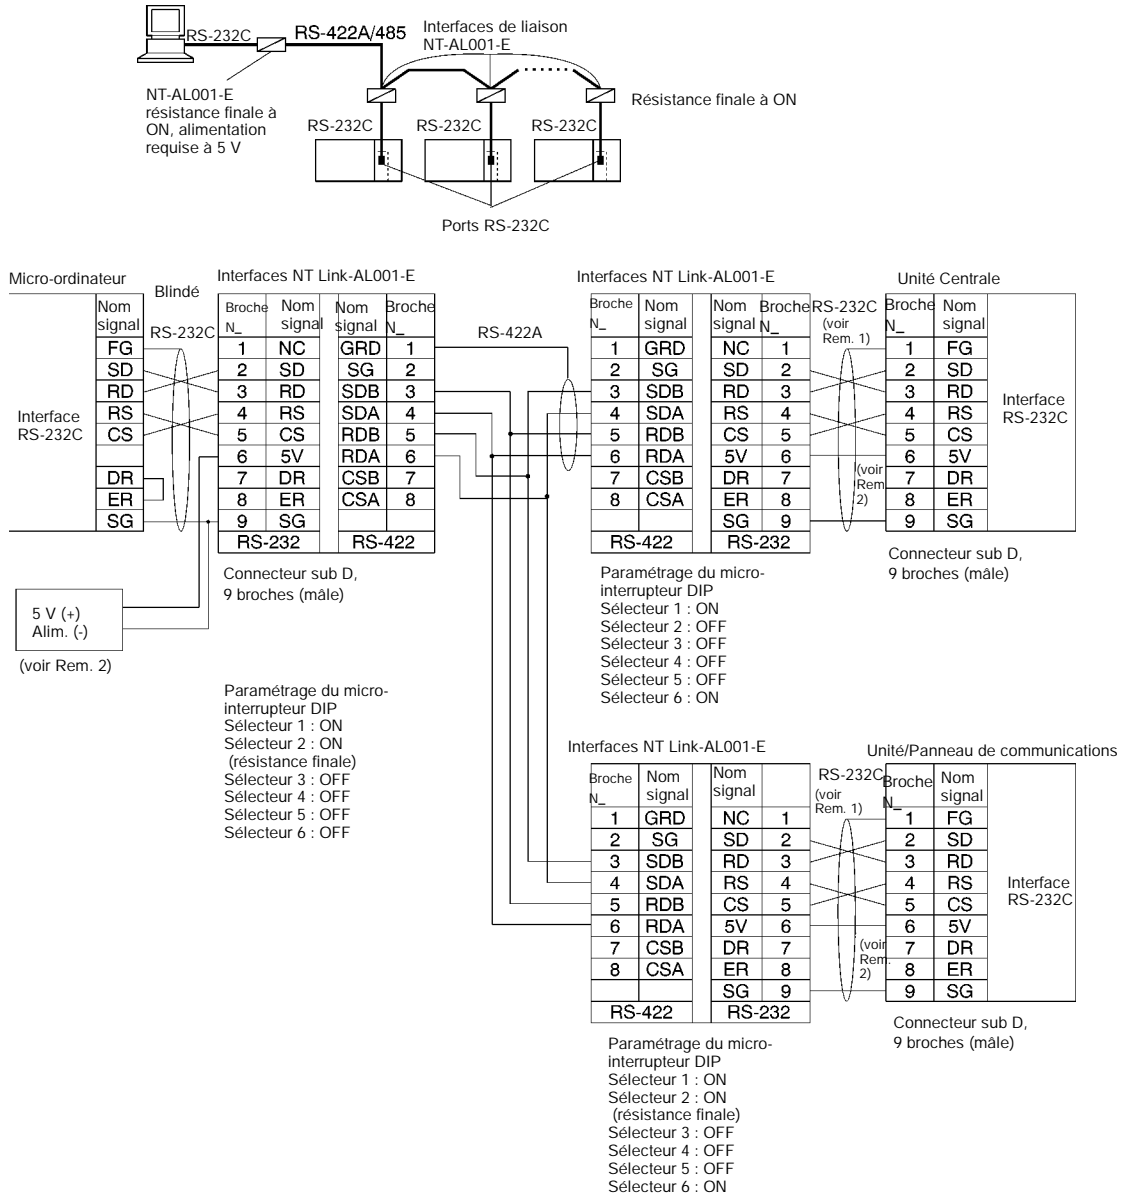 RS-232C
RS-422A/485
Interfaces de liaison
NT-AL001-E
NT-AL001-E
résistance finale à
ON, alimentation
requise à 5 V
Résistance finale à ON
RS-232C RS-232C RS-232C
Ports RS-232C
Micro-ordinateur
Blindé
Nom
signal
RS-232C
FG
SD
RD
RS
CS
DR
ER
SG
Interface
RS-232C
Interfaces NT Link-AL001-E
Broche Nom Nom Broche
N_ signal signal N_
1 NC GRD 1
2 SD SG 2
3 RD SDB 3
4 RS SDA 4
5 CS RDB 5
6 5V RDA 6
7 DR CSB 7
8 ER CSA 8
9 SG
RS-232 RS-422
Connecteur sub D,
9 broches (mâle)
5 V (+)
Alim. (-)
(voir Rem. 2)
Paramétrage du micro-
interrupteur DIP
Sélecteur 1 : ON
Sélecteur 2 : ON
(résistance finale)
Sélecteur 3 : OFF
Sélecteur 4 : OFF
Sélecteur 5 : OFF
Sélecteur 6 : OFF
RS-422A
Interfaces NT Link-AL001-E
Broche Nom Nom Broche
N_ signal signal N_
1 GRD NC 1
2 SG SD 2
3 SDB RD 3
4 SDA RS 4
5 RDB CS 5
6 RDA 5V 6
7 CSB DR 7
8 CSA ER 8
SG 9
RS-422 RS-232
Paramétrage du micro-
interrupteur DIP
Sélecteur 1 : ON
Sélecteur 2 : OFF
Sélecteur 3 : OFF
Sélecteur 4 : OFF
Sélecteur 5 : OFF
Sélecteur 6 : ON
RS-232C
(voir
Rem. 1)
(voir
Rem
2)
Unité Centrale
Broche Nom
N_ signal
1 FG
2 SD
3 RD
4 RS
5 CS
6 5V
7 DR
8 ER
9 SG
Interface
RS-232C
Connecteur sub D,
9 broches (mâle)
Interfaces NT Link-AL001-E
Broche Nom Nom
N_ signal signal
1 GRD NC 1
2 SG SD 2
3 SDB RD 3
4 SDA RS 4
5 RDB CS 5
6 RDA 5V 6
7 CSB DR 7
8 CSA ER 8
SG 9
RS-422 RS-232
Paramétrage du micro-
interrupteur DIP
Sélecteur 1 : ON
Sélecteur 2 : ON
(résistance finale)
Sélecteur 3 : OFF
Sélecteur 4 : OFF
Sélecteur 5 : OFF
Sélecteur 6 : ON
RS-232C
(voir
Rem. 1)
(voir
Rem.
2)
Unité/Panneau de communications
Broche Nom
N_ signal
1 FG
2 SD
3 RD
4 RS
5 CS
6 5V
7 DR
8 ER
9 SG
Interface
RS-232C
Connecteur sub D,
9 broches (mâle)